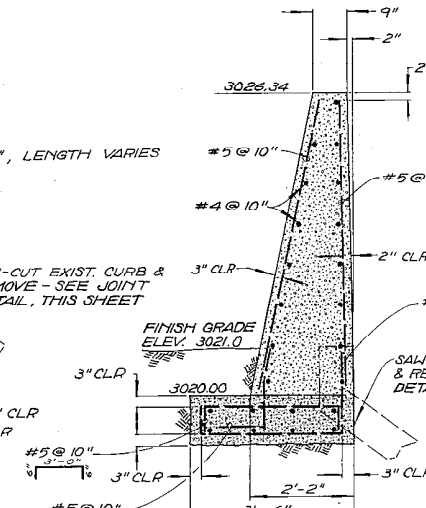 9"
2"
3026.34
2
", LENGTH VARIES
#5 @ 10"
#5 @
#4 @ 10"
-CUT EXIST. CURB &
MOVE - SEE JOINT
TAIL, THIS SHEET
3" CLR
2" CLR
FINISH GRADE
ELEV. 3021.0
#
SAW
& RE
DETA
3" CLR
3020.00
" CLR
R
#5 @ 10"
3'-0"
6"
6"
3" CLR
3" CLR
2'-2"
#5 @ 10"